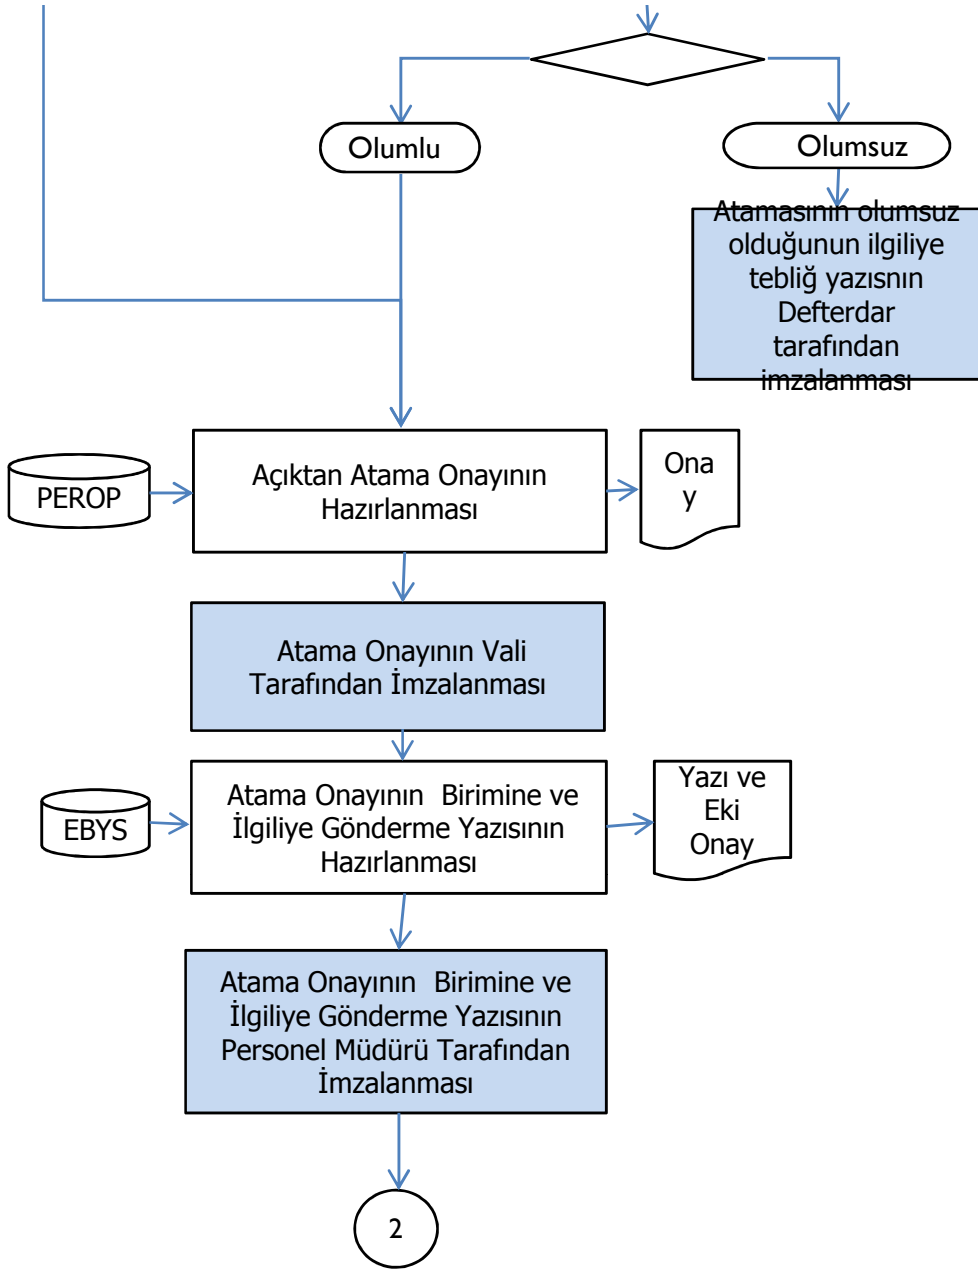 Olumlu
Olumsuz
Atamasının olumsuz
olduğunun ilgiliye
tebliğ yazısnın
Defterdar
tarafından
imzalanması
PEROP
Açıktan Atama Onayının
Hazırlanması
Ona
y
Atama Onayının Vali
Tarafından İmzalanması
EBYS
Atama Onayının  Birimine ve
İlgiliye Gönderme Yazısının
Hazırlanması
Yazı ve
Eki
Onay
Atama Onayının  Birimine ve
İlgiliye Gönderme Yazısının
Personel Müdürü Tarafından
İmzalanması
2